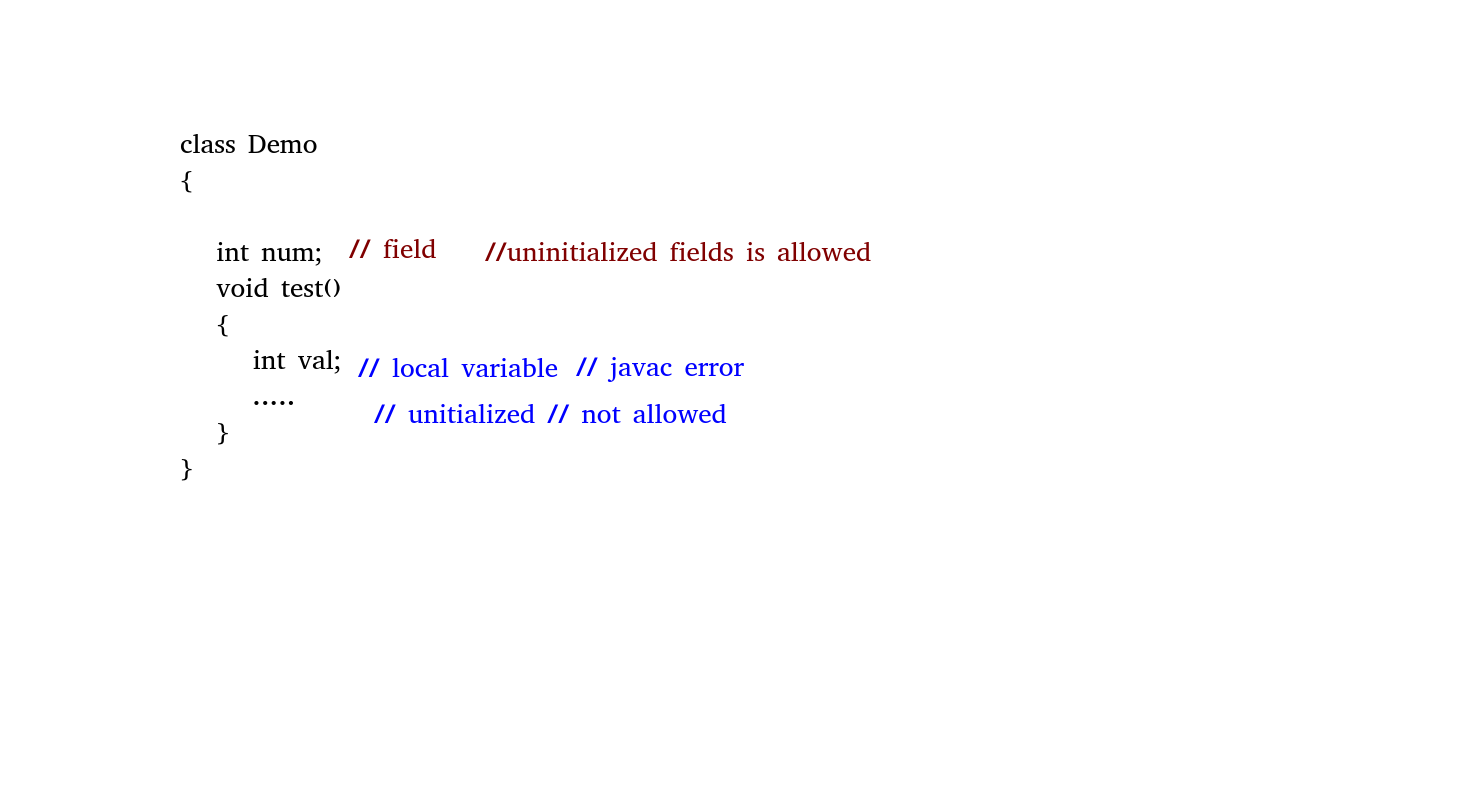 class Demo
{
int num; // field //uninitialized fields is allowed
void test()
{
int val; // local variable // javac error
.....
// unitialized // not allowed
}
}